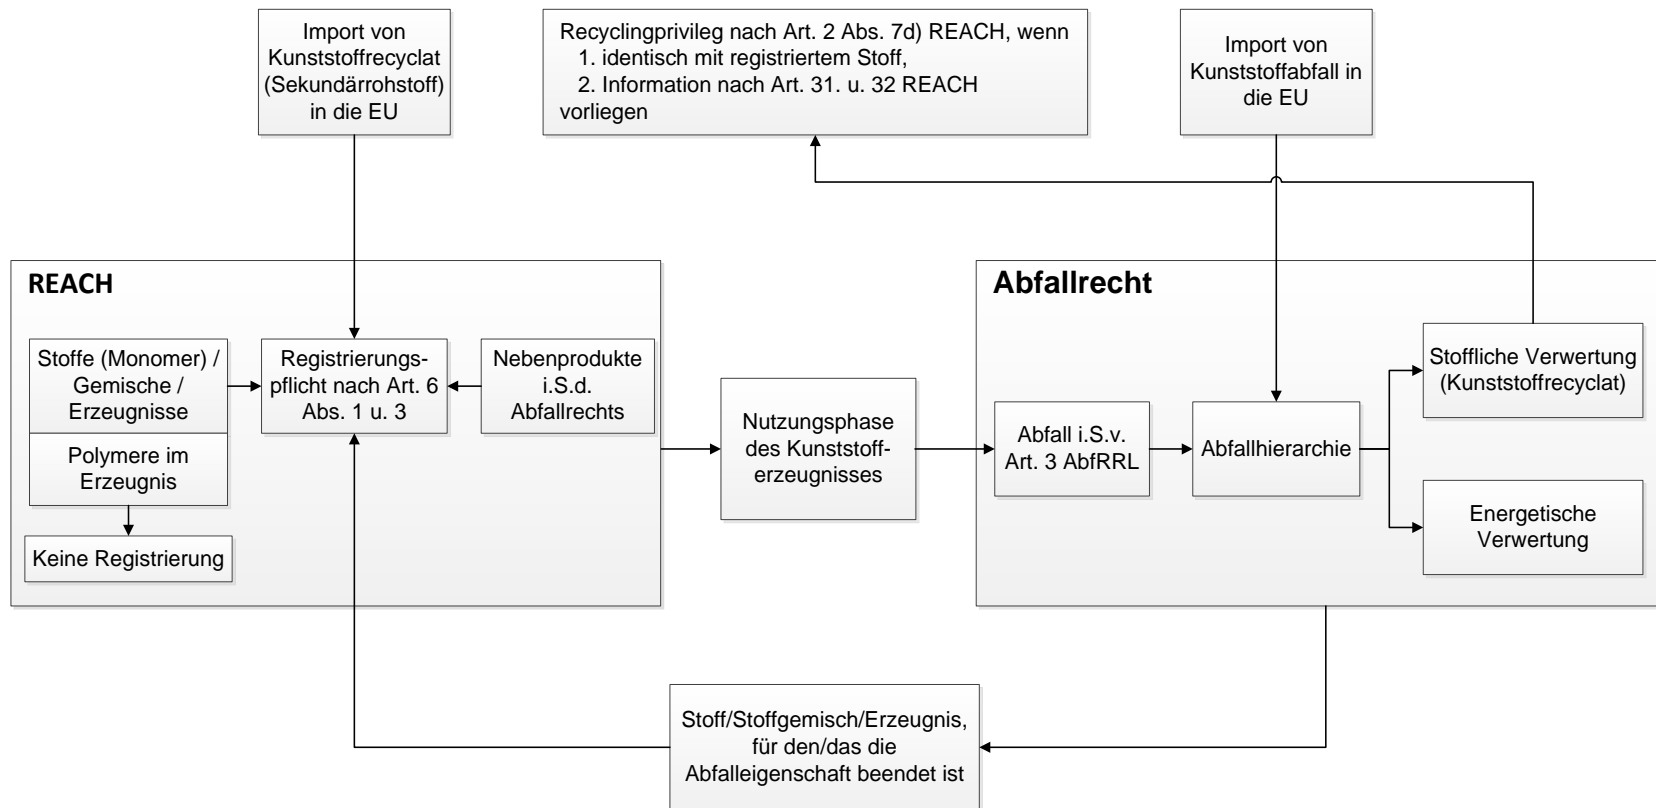 Import von
Kunststoffrecyclat
(Sekundärrohstoff)
in die EU
Recyclingprivileg nach Art. 2 Abs. 7d) REACH, wenn
1. identisch mit registriertem Stoff,
2. Information nach Art. 31. u. 32 REACH
vorliegen
Import von
Kunststoffabfall in
die EU
REACH
Stoffe (Monomer) /
Gemische /
Erzeugnisse
Polymere im
Erzeugnis
Keine Registrierung
Registrierungs-
pflicht nach Art. 6
Abs. 1 u. 3
Nebenprodukte
i.S.d.
Abfallrechts
Nutzungsphase
des Kunststoff-
erzeugnisses
Abfallrecht
Abfall i.S.v.
Art. 3 AbfRRL
Abfallhierarchie
Stoffliche Verwertung
(Kunststoffrecyclat)
Energetische
Verwertung
Stoff/Stoffgemisch/Erzeugnis,
für den/das die
Abfalleigenschaft beendet ist